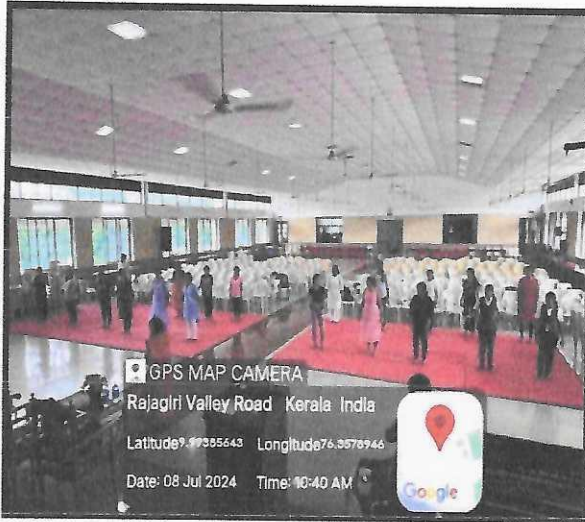 GPS MAP CAMERA
Rajagiri Valley Road Kerala India
Latitude9.99385643 Longitude76.3578946
Date: 08 Jul 2024 Time: 10:40 AM
Google